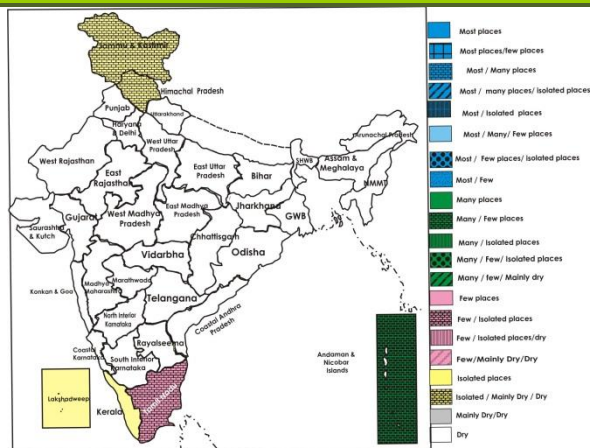 Jammu & Kashmir
Himachal Pradesh
Punjab
Uttarakhand
Haryana
& Delhi
West Uttar
Pradesh
Arunachal Pradesh
West Rajasthan
East
Rajasthan
East Uttar
Pradesh
Bihar
SHWB
Assam &
Meghalaya
NMMT
Gujarat
Saurashtra
& Kutch
West Madhya
Pradesh
East Madhya
Pradesh
Jharkhand
GWB
Chhattisgarh
Odisha
Vidarbha
Konkan & Goa
Madhya
Maharashtra
Marathwada
Telangana
North Interior
Karnataka
Coastal Andhra
Pradesh
Rayalseema
Coastal
Karnataka
South Interior
Karnataka
Andaman &
Nicobar
Islands
Lakshadweep
Kerala
Tamil Nadu
Most places
Most places/few places
Most / Many places
Most / many places/ isolated places
Most / Isolated places
Most / Many/ Few places
Most / Few places/ Isolated places
Most / Few
Many places
Many / Few places
Many / Isolated places
Many / Few/ Isolated places
Many / few/ Mainly dry
Few places
Few / Isolated places
Few / Isolated places/dry
Few/Mainly Dry/Dry
Isolated places
Isolated / Mainly Dry / Dry
Mainly Dry/Dry
Dry